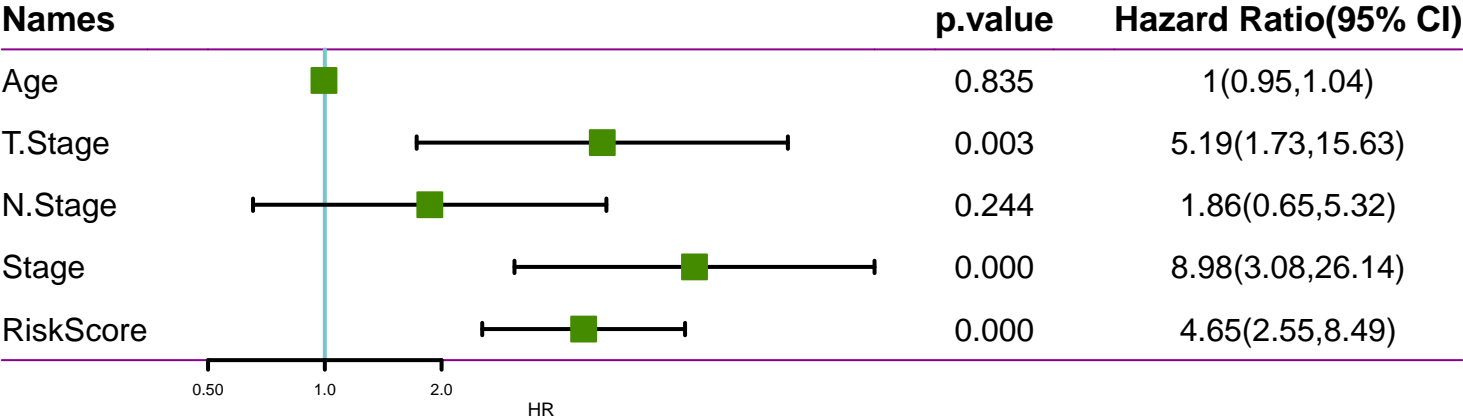 Names p.value Hazard Ratio(95% CI)
Age 0.835 1(0.95,1.04)
T.Stage 0.003 5.19(1.73,15.63)
N.Stage 0.244 1.86(0.65,5.32)
Stage 0.000 8.98(3.08,26.14)
RiskScore 0.000 4.65(2.55,8.49)
0.50 1.0 2.0
HR